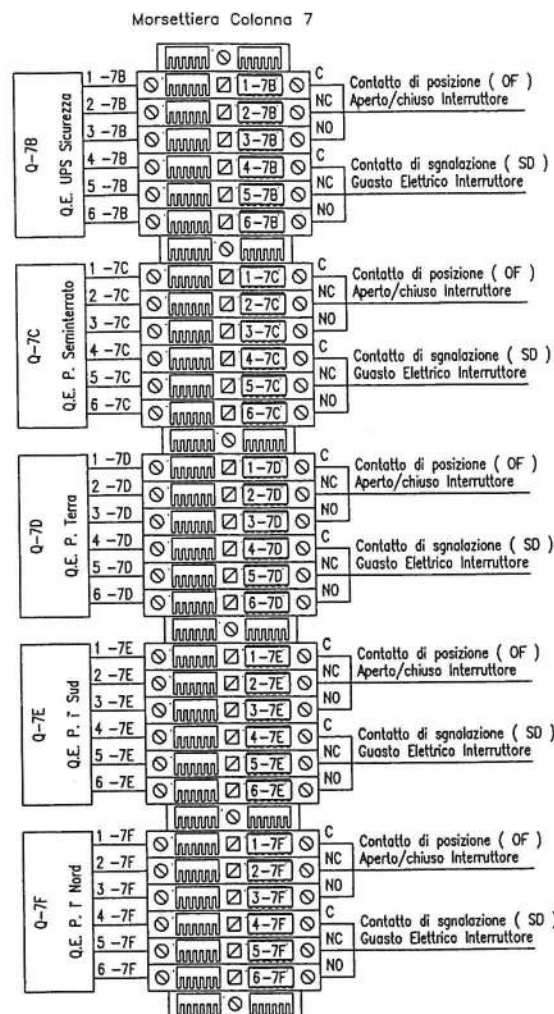 Morsettiera Colonna 7
Q-7B
Q.E. UPS Sicurezza
1 -7B 1-7B C
2 -7B 2-7B NC
3 -7B 3-7B NO
Contatto di posizione ( OF )
Aperto/chiuso Interruttore
4 -7B 4-7B C
5 -7B 5-7B NC
6 -7B 6-7B NO
Contatto di sgnalazione ( SD )
Guasto Elettrico Interruttore
Q-7C
Q.E. P. Seminterrato
1 -7C 1-7C C
2 -7C 2-7C NC
3 -7C 3-7C NO
Contatto di posizione ( OF )
Aperto/chiuso Interruttore
4 -7C 4-7C C
5 -7C 5-7C NC
6 -7C 6-7C NO
Contatto di sgnalazione ( SD )
Guasto Elettrico Interruttore
Q-7D
Q.E. P. Terra
1 -7D 1-7D C
2 -7D 2-7D NC
3 -7D 3-7D NO
Contatto di posizione ( OF )
Aperto/chiuso Interruttore
4 -7D 4-7D C
5 -7D 5-7D NC
6 -7D 6-7D NO
Contatto di sgnalazione ( SD )
Guasto Elettrico Interruttore
Q-7E
Q.E. P. Sud
1 -7E 1-7E C
2 -7E 2-7E NC
3 -7E 3-7E NO
Contatto di posizione ( OF )
Aperto/chiuso Interruttore
4 -7E 4-7E C
5 -7E 5-7E NC
6 -7E 6-7E NO
Contatto di sgnalazione ( SD )
Guasto Elettrico Interruttore
Q-7F
Q.E. P. Nord
1 -7F 1-7F C
2 -7F 2-7F NC
3 -7F 3-7F NO
Contatto di posizione ( OF )
Aperto/chiuso Interruttore
4 -7F 4-7F C
5 -7F 5-7F NC
6 -7F 6-7F NO
Contatto di sgnalazione ( SD )
Guasto Elettrico Interruttore